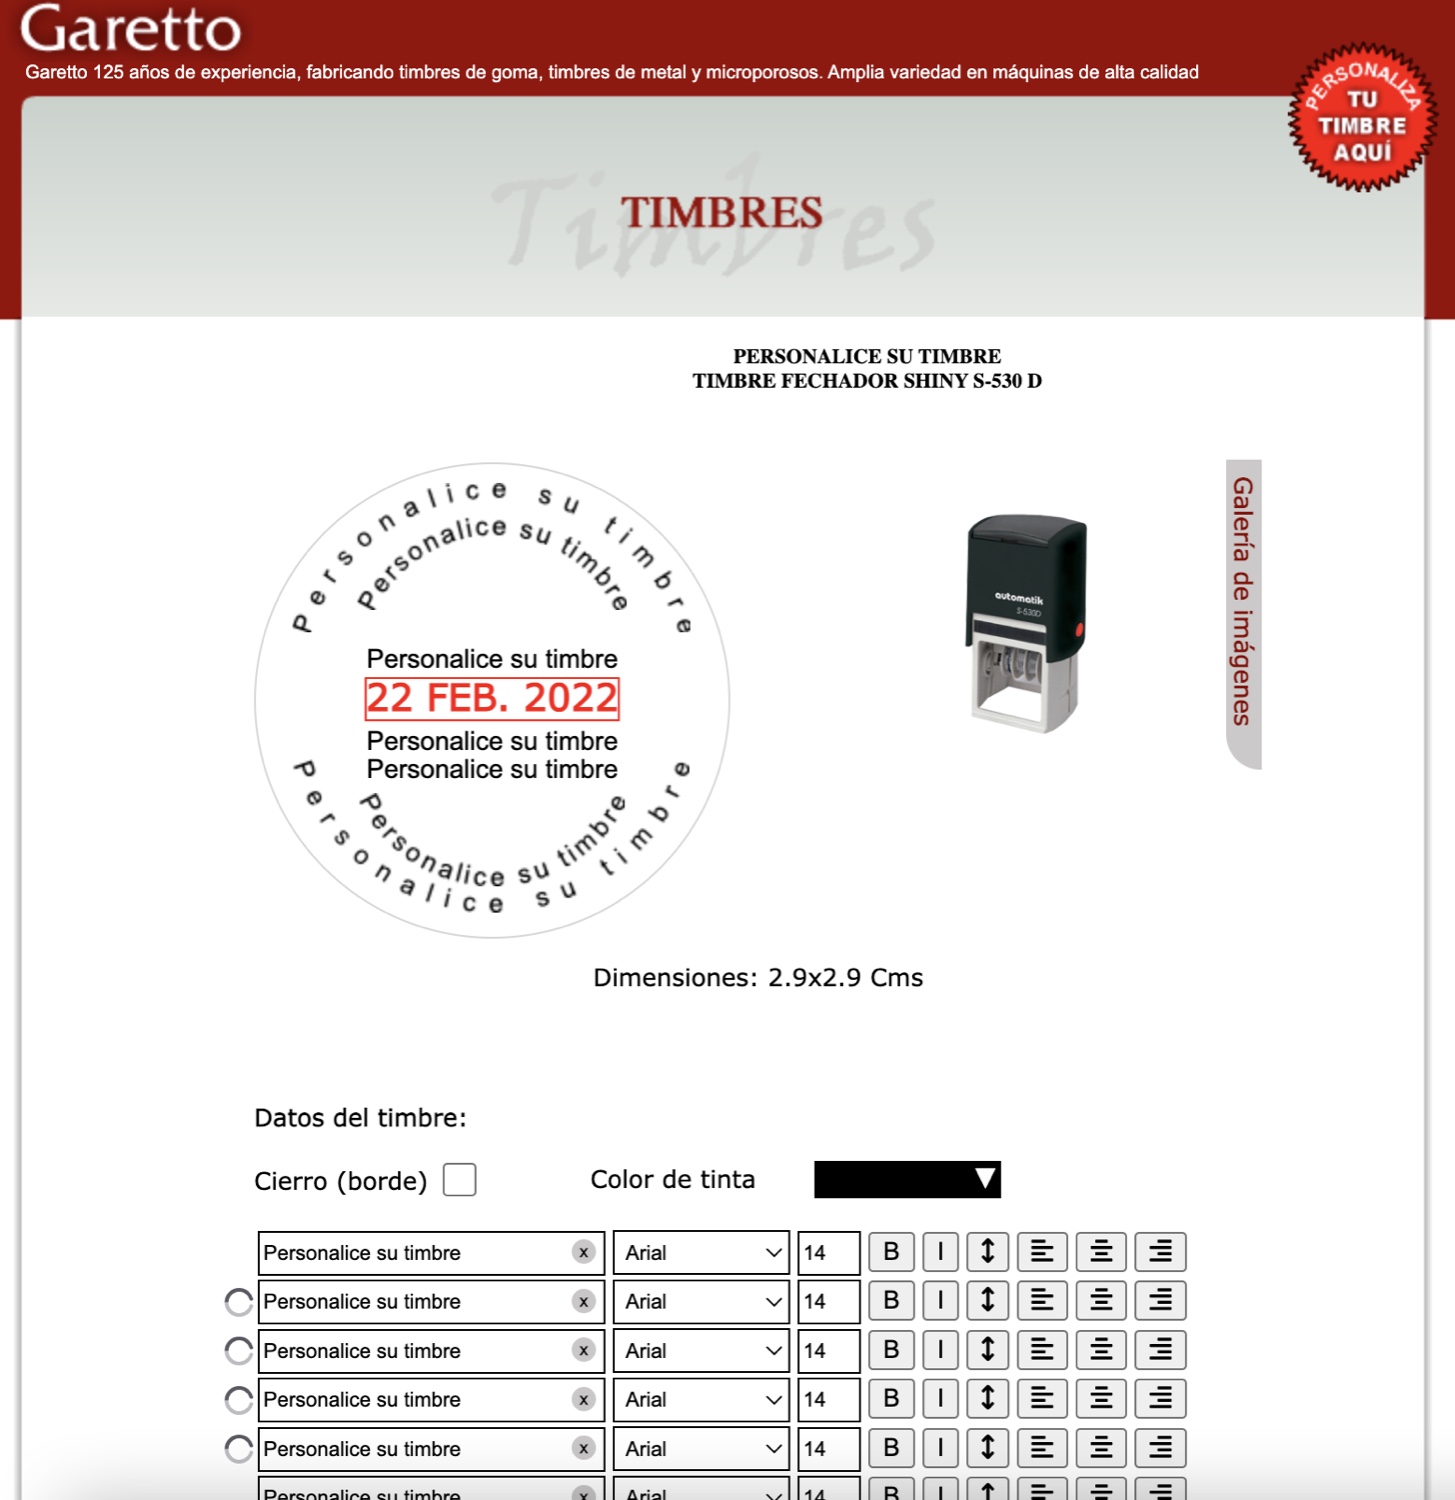 Garetto
Garetto 125 años de experiencia, fabricando timbres de goma, timbres de metal y microporosos. Amplia variedad en máquinas de alta calidad
PERSONALIZA
TU
TIMBRE
AQUÍ
Timbres
TIMBRES
PERSONALICE SU TIMBRE
TIMBRE FECHADOR SHINY S-530 D
Personalice su timbre
Personalice su timbre
Personalice su timbre
22 FEB. 2022
Personalice su timbre
Personalice su timbre
Personalice su timbre
Personalice su timbre
automatik
S-530D
Galería de imágenes
Dimensiones: 2.9x2.9 Cms
Datos del timbre:
Cierro (borde) Color de tinta
Personalice su timbre x Arial 14 B I
Personalice su timbre x Arial 14 B I
Personalice su timbre x Arial 14 B I
Personalice su timbre x Arial 14 B I
Personalice su timbre x Arial 14 B I
Personalice su timbre x Arial 14 B I